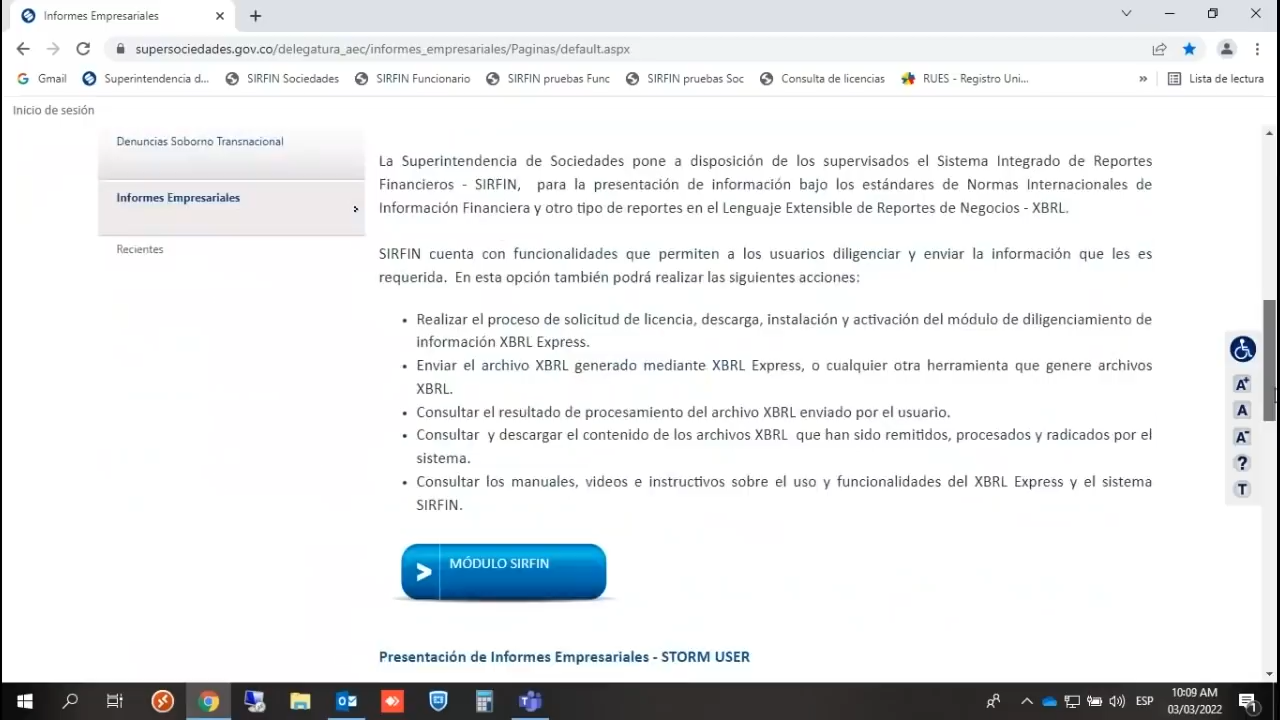 Informes Empresariales
supersociedades.gov.co/delegatura_aec/informes_empresariales/Paginas/default.aspx
Gmail
Superintendencia d...
SIRFIN Sociedades
SIRFIN Funcionario
SIRFIN pruebas Func
SIRFIN pruebas Soc
Consulta de licencias
RUES - Registro Uni...
»
Lista de lectura
Inicio de sesión
Denuncias Soborno Transnacional
Informes Empresariales
Recientes
La Superintendencia de Sociedades pone a disposición de los supervisados el Sistema Integrado de Reportes
Financieros - SIRFIN, para la presentación de información bajo los estándares de Normas Internacionales de
Información Financiera y otro tipo de reportes en el Lenguaje Extensible de Reportes de Negocios - XBRL.
SIRFIN cuenta con funcionalidades que permiten a los usuarios diligenciar y enviar la información que les es
requerida. En esta opción también podrá realizar las siguientes acciones:
• Realizar el proceso de solicitud de licencia, descarga, instalación y activación del módulo de diligenciamiento de
información XBRL Express.
• Enviar el archivo XBRL generado mediante XBRL Express, o cualquier otra herramienta que genere archivos
XBRL.
• Consultar el resultado de procesamiento del archivo XBRL enviado por el usuario.
• Consultar y descargar el contenido de los archivos XBRL que han sido remitidos, procesados y radicados por el
sistema.
• Consultar los manuales, videos e instructivos sobre el uso y funcionalidades del XBRL Express y el sistema
SIRFIN.
> MÓDULO SIRFIN
Presentación de Informes Empresariales - STORM USER
A+
A
A-
?
T
ESP
10:09 AM
03/03/2022
1